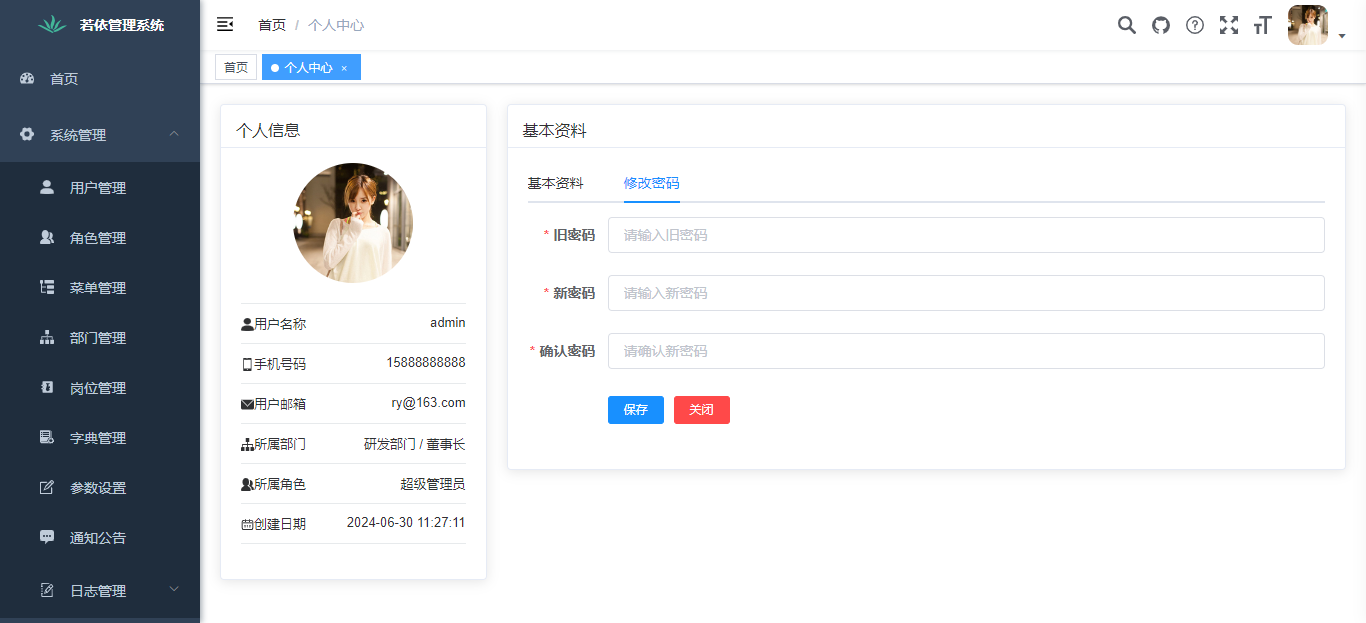 若依管理系统
首页
系统管理
用户管理
角色管理
菜单管理
部门管理
岗位管理
字典管理
参数设置
通知公告
日志管理
首页 / 个人中心
首页
个人中心 ×
个人信息
用户名称 admin
手机号码 15888888888
用户邮箱 ry@163.com
所属部门 研发部门 / 董事长
所属角色 超级管理员
创建日期 2024-06-30 11:27:11
基本资料
基本资料 修改密码
* 旧密码 请输入旧密码
* 新密码 请输入新密码
* 确认密码 请确认新密码
保存 关闭